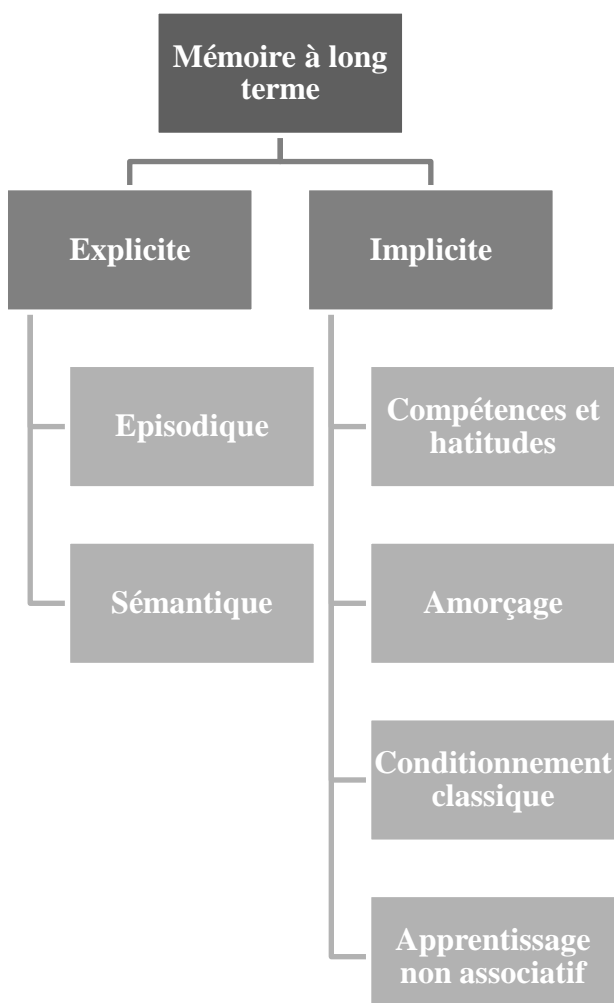 Mémoire à long
terme
Explicite
Implicite
Episodique
Compétences et
hatitudes
Sémantique
Amorçage
Conditionnement
classique
Apprentissage
non associatif